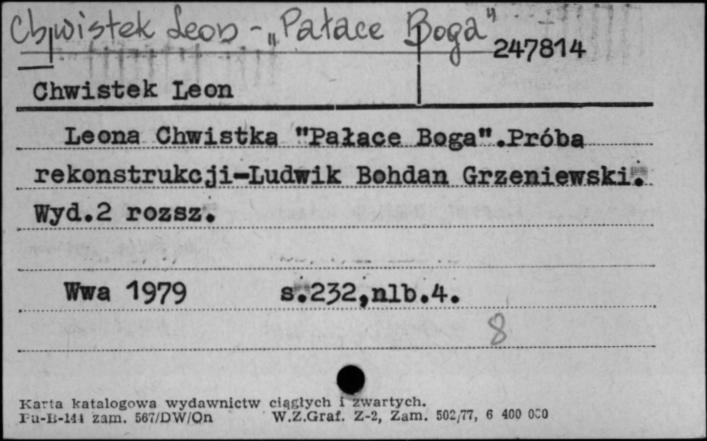 Chwistek Leon - „Pałace Boga"
247814
Chwistek Leon
Leona Chwistka "Pałace Boga".Próba
rekonstrukcji-Ludwik Bohdan Grzeniewski.
Wyd.2 rozsz.
Wwa 1979 s.232,nlb.4.
8
Karta katalogowa wydawnictw ciągłych i zwartych.
Pu-B-144 zam. 567/DW/Qn W.Z.Graf. Z-2, Zam. 502/77, 6 400 000